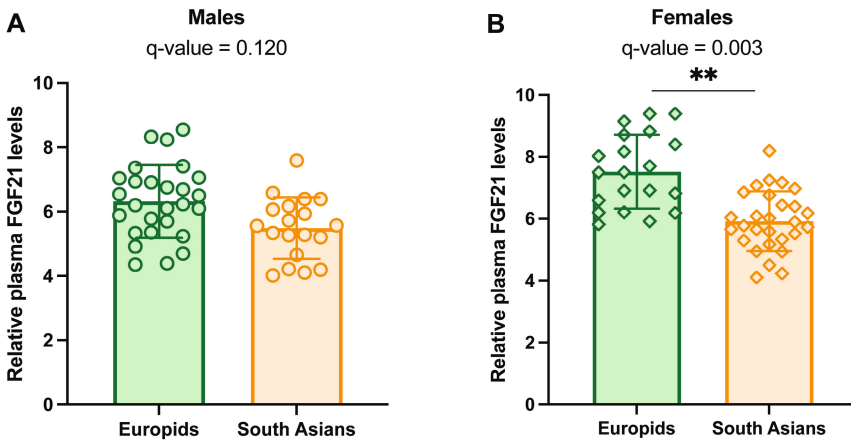 A
Males
q-value = 0.120
Relative plasma FGF21 levels
10
8
6
4
2
0
Europids
South Asians
B
Females
q-value = 0.003
**
Relative plasma FGF21 levels
10
8
6
4
2
0
Europids
South Asians